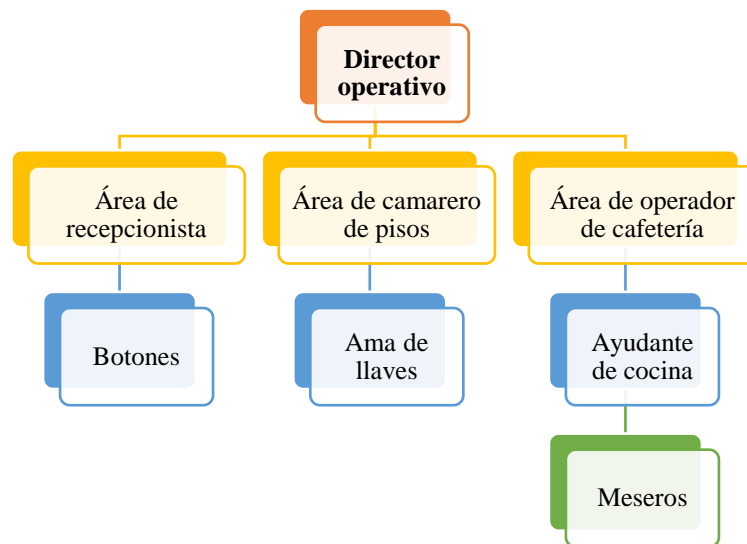 Director
operativo
Área de
recepcionista
Área de camarero
de pisos
Área de operador
de cafetería
Botones
Ama de
llaves
Ayudante
de cocina
Meseros